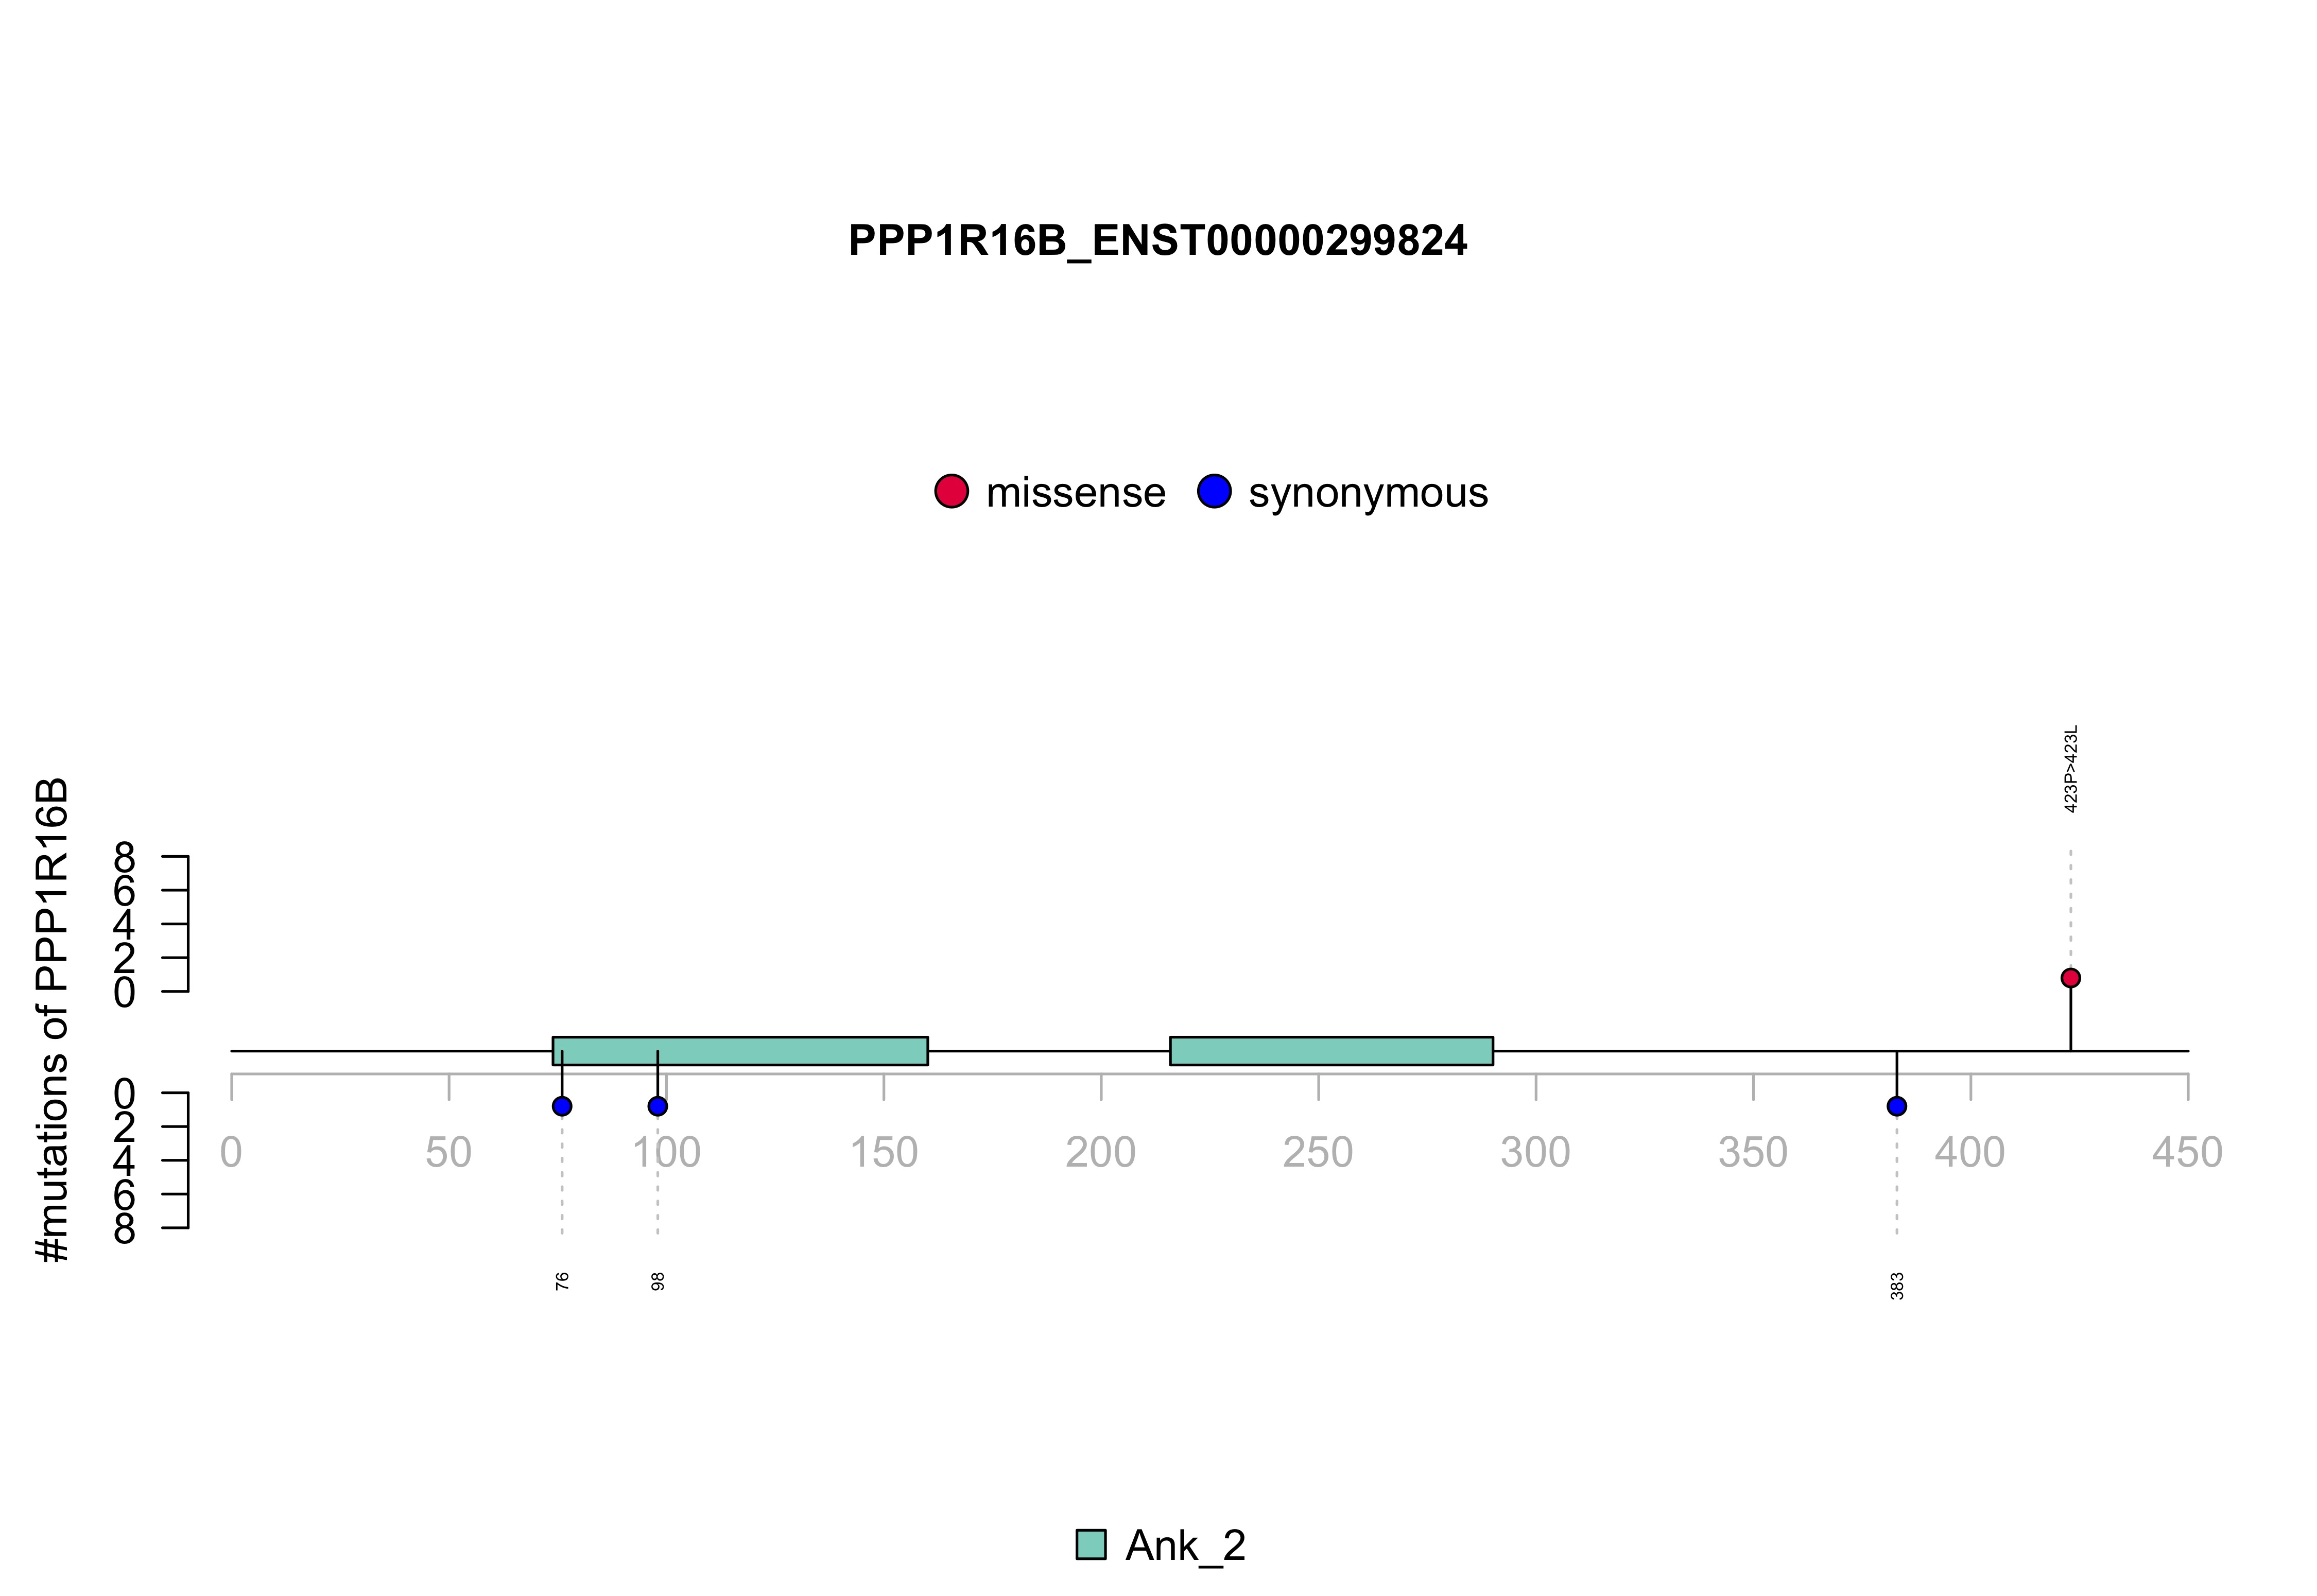 PPP1R16B_ENST00000299824
missense synonymous
423P>423L
#mutations of PPP1R16B
8
6
4
2
0
0
2
4
6
8
0 50 100 150 200 250 300 350 400 450
76 98 383
Ank_2